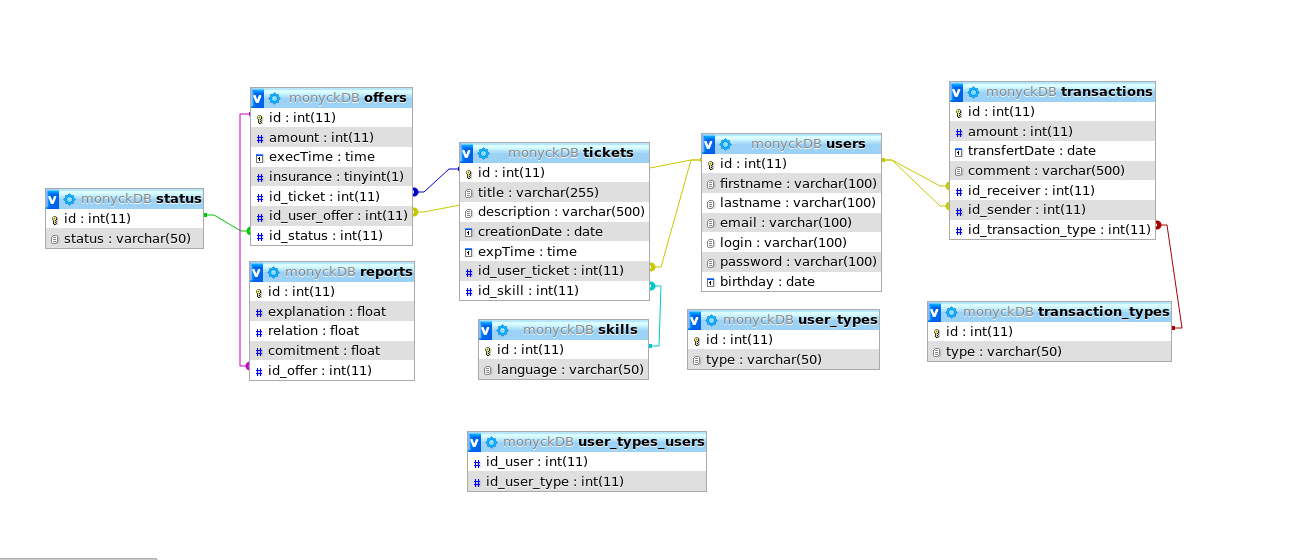 monyckDB status
id : int(11)
status : varchar(50)
monyckDB offers
id : int(11)
amount : int(11)
execTime : time
insurance : tinyint(1)
id_ticket : int(11)
id_user_offer : int(11)
id_status : int(11)
monyckDB reports
id : int(11)
explanation : float
relation : float
comitment : float
id_offer : int(11)
monyckDB tickets
id : int(11)
title : varchar(255)
description : varchar(500)
creationDate : date
expTime : time
id_user_ticket : int(11)
id_skill : int(11)
monyckDB skills
id : int(11)
language : varchar(50)
monyckDB users
id : int(11)
firstname : varchar(100)
lastname : varchar(100)
email : varchar(100)
login : varchar(100)
password : varchar(100)
birthday : date
monyckDB user_types
id : int(11)
type : varchar(50)
monyckDB transactions
id : int(11)
amount : int(11)
transfertDate : date
comment : varchar(500)
id_receiver : int(11)
id_sender : int(11)
id_transaction_type : int(11)
monyckDB transaction_types
id : int(11)
type : varchar(50)
monyckDB user_types_users
id_user : int(11)
id_user_type : int(11)